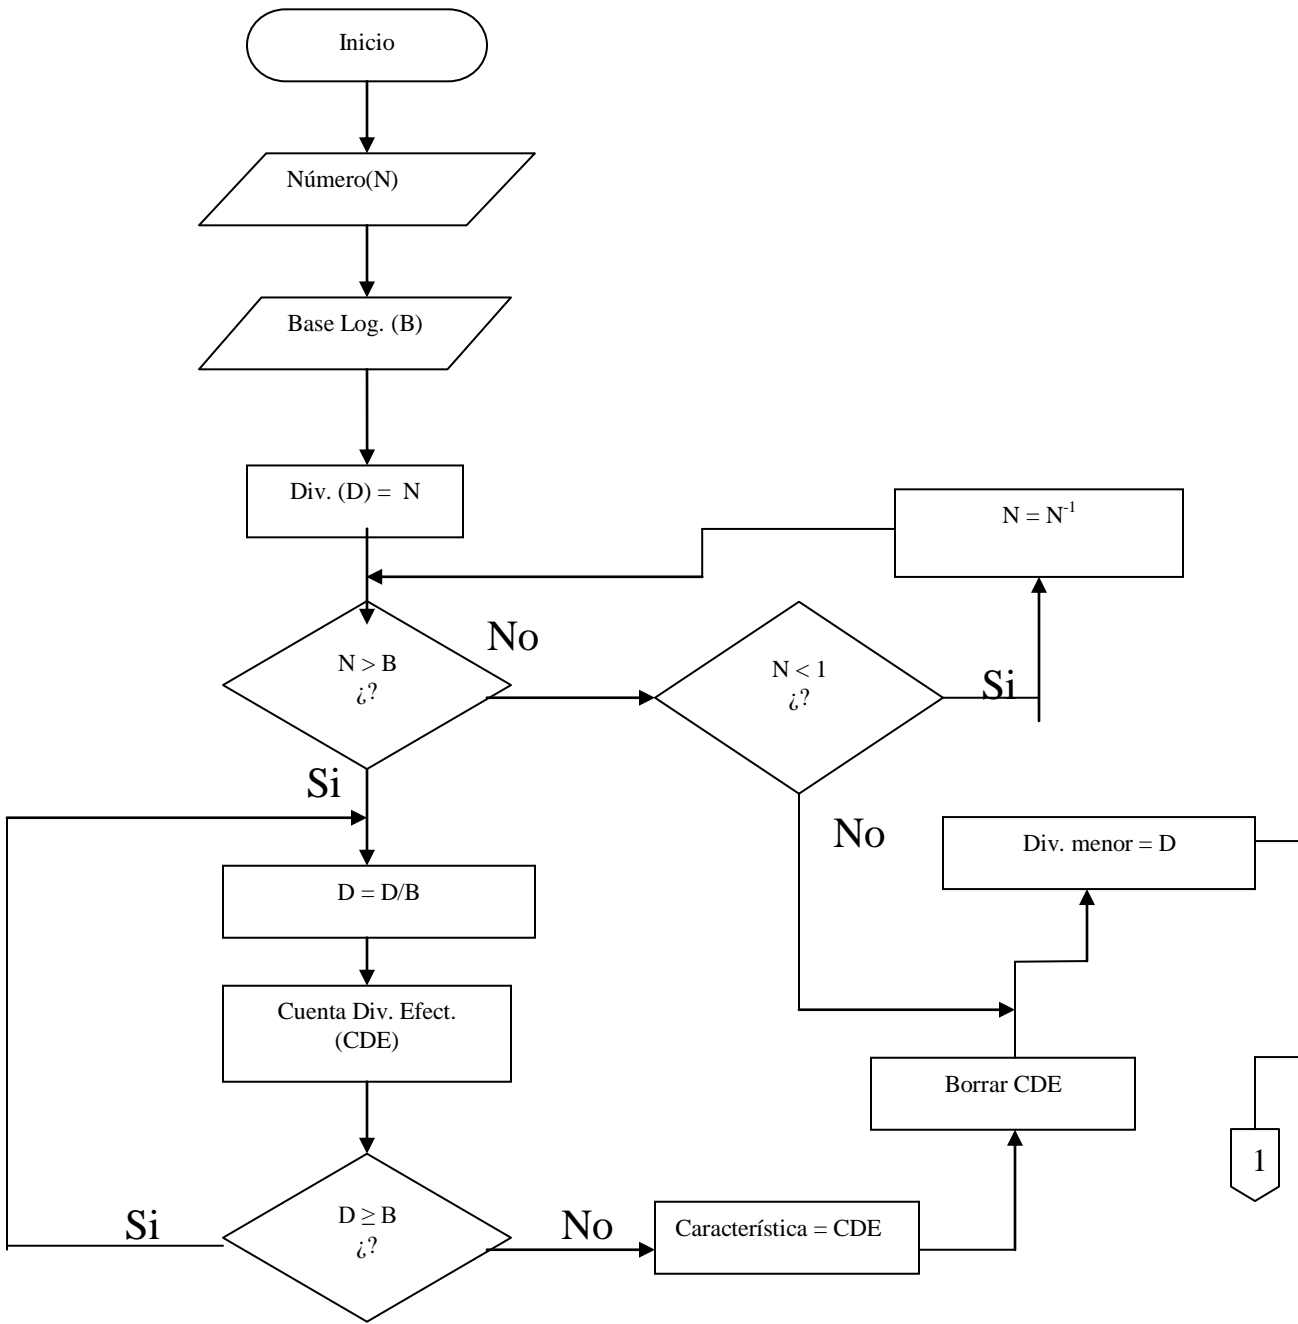 Inicio
Número(N)
Base Log. (B)
Div. (D) = N
N = N⁻¹
N > B
¿?
No
N < 1
¿?
Si
Si
No
Div. menor = D
D = D/B
Cuenta Div. Efect.
(CDE)
Borrar CDE
1
D ≥ B
¿?
Si
No
Característica = CDE